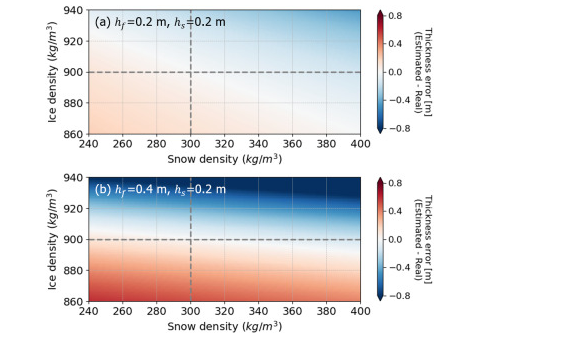 940
920
900
880
860
Ice density (kg/m³)
(a) h_f=0.2 m, h_s=0.2 m
240 260 280 300 320 340 360 380 400
Snow density (kg/m³)
0.8
0.4
0.0
−0.4
−0.8
Thickness error [m]
(Estimated - Real)
940
920
900
880
860
Ice density (kg/m³)
(b) h_f=0.4 m, h_s=0.2 m
240 260 280 300 320 340 360 380 400
Snow density (kg/m³)
0.8
0.4
0.0
−0.4
−0.8
Thickness error [m]
(Estimated - Real)